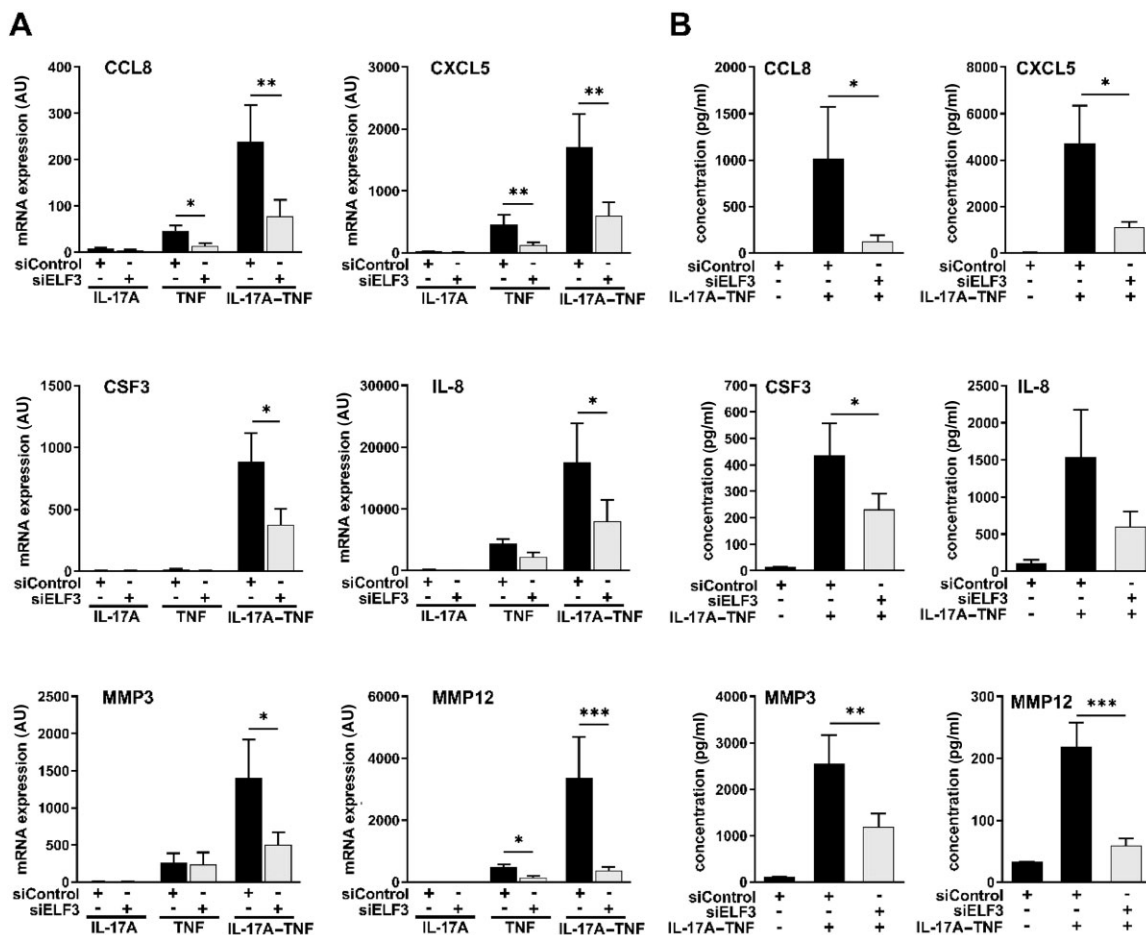 A
B
CCL8
mRNA expression (AU)
400
300
200
100
0
*
**
siControl + - + - + -
siELF3 - + - + - +
IL-17A TNF IL-17A–TNF
CXCL5
mRNA expression (AU)
3000
2000
1000
0
**
**
+ - + - + -
- + - + - +
IL-17A TNF IL-17A–TNF
CCL8
concentration (pg/ml)
2000
1500
1000
500
0
*
siControl + + -
siELF3 - - +
IL-17A–TNF - + +
CXCL5
concentration (pg/ml)
8000
6000
4000
2000
0
*
siControl + + -
siELF3 - - +
IL-17A–TNF - + +
CSF3
mRNA expression (AU)
1500
1000
500
0
*
siControl + - + - + -
siELF3 - + - + - +
IL-17A TNF IL-17A–TNF
IL-8
mRNA expression (AU)
30000
20000
10000
0
*
+ - + - + -
- + - + - +
IL-17A TNF IL-17A–TNF
CSF3
concentration (pg/ml)
700
600
500
400
300
200
100
0
*
siControl + + -
siELF3 - - +
IL-17A–TNF - + +
IL-8
concentration (pg/ml)
2500
2000
1500
1000
500
0
siControl + + -
siELF3 - - +
IL-17A–TNF - + +
MMP3
mRNA expression (AU)
2500
2000
1500
1000
500
0
*
siControl + - + - + -
siELF3 - + - + - +
IL-17A TNF IL-17A–TNF
MMP12
mRNA expression (AU)
6000
4000
2000
0
*
***
+ - + - + -
- + - + - +
IL-17A TNF IL-17A–TNF
MMP3
concentration (pg/ml)
4000
3000
2000
1000
0
**
siControl + + -
siELF3 - - +
IL-17A–TNF - + +
MMP12
concentration (pg/ml)
300
200
100
50
0
***
siControl + + -
siELF3 - - +
IL-17A–TNF - + +